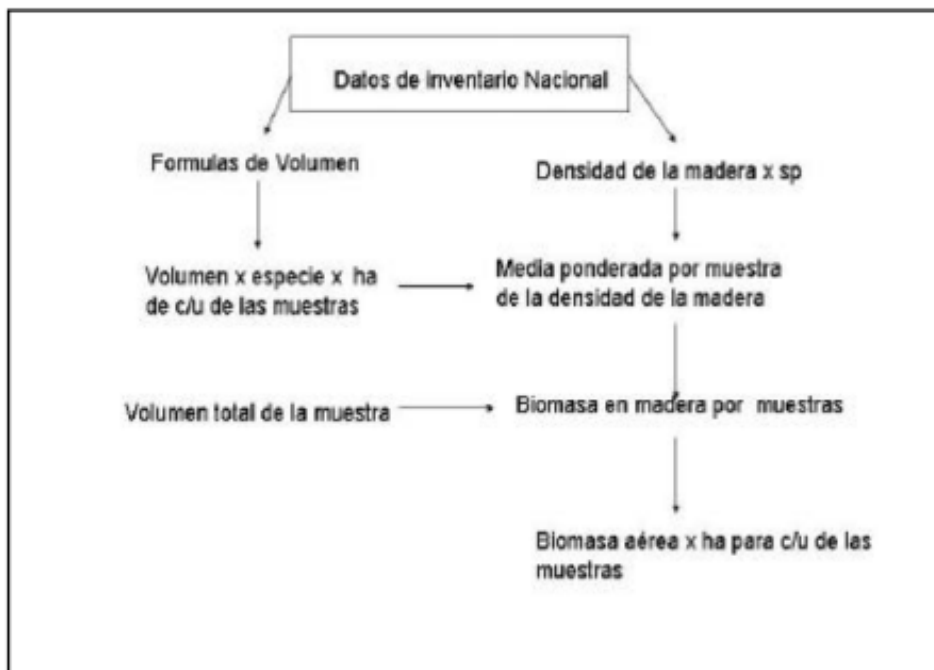 Datos de inventario Nacional
Formulas de Volumen
Densidad de la madera x sp
Volumen x especie x ha
de c/u de las muestras
Media ponderada por muestra
de la densidad de la madera
Volumen total de la muestra
Biomasa en madera por muestras
Biomasa aérea x ha para c/u de las
muestras